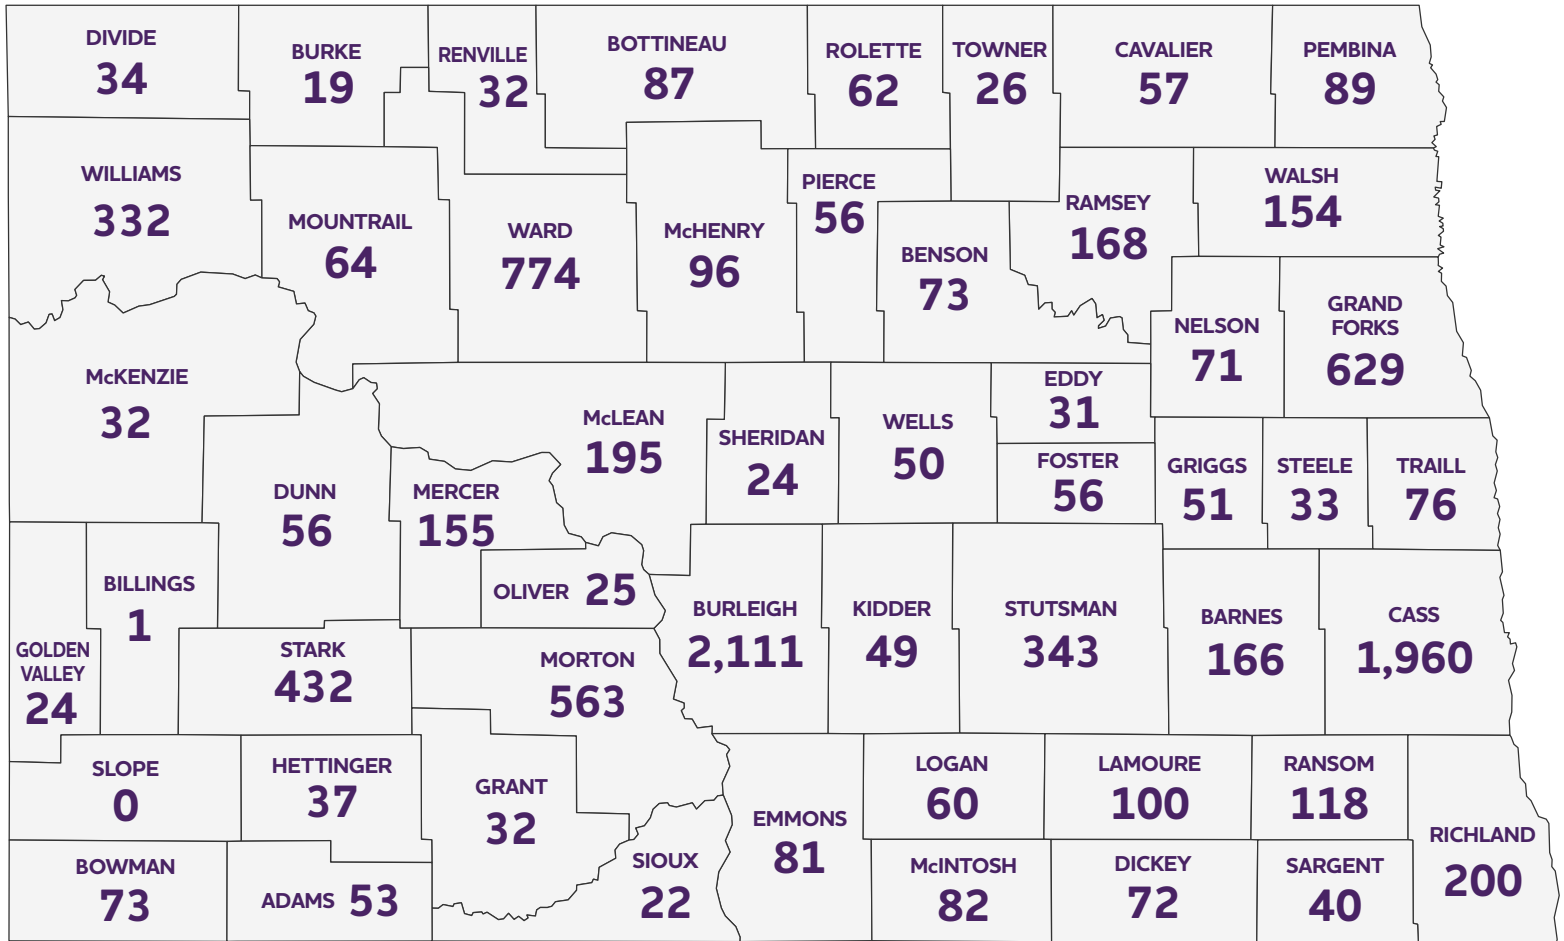 DIVIDE
34
BURKE
19
RENVILLE
32
BOTTINEAU
87
ROLETTE
62
TOWNER
26
CAVALIER
57
PEMBINA
89
WILLIAMS
332
MOUNTRAIL
64
WARD
774
McHENRY
96
PIERCE
56
BENSON
73
RAMSEY
168
WALSH
154
McKENZIE
32
NELSON
71
GRAND
FORKS
629
DUNN
56
MERCER
155
McLEAN
195
SHERIDAN
24
WELLS
50
EDDY
31
FOSTER
56
GRIGGS
51
STEELE
33
TRAILL
76
GOLDEN
VALLEY
24
BILLINGS
1
STARK
432
OLIVER 25
MORTON
563
BURLEIGH
2,111
KIDDER
49
STUTSMAN
343
BARNES
166
CASS
1,960
SLOPE
0
HETTINGER
37
GRANT
32
EMMONS
81
LOGAN
60
LAMOURE
100
RANSOM
118
RICHLAND
200
BOWMAN
73
ADAMS 53
SIOUX
22
McINTOSH
82
DICKEY
72
SARGENT
40